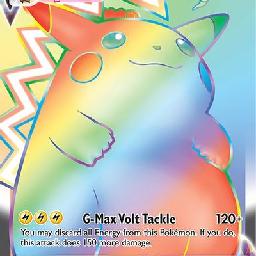 G-Max Volt Tackle 120+
You may discard all Energy from this Pokémon. If you do,
this attack does 150 more damage.